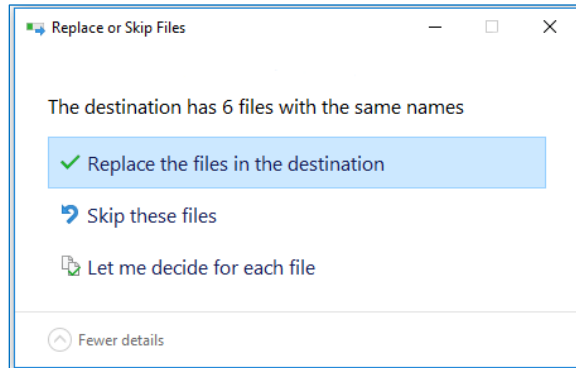 Replace or Skip Files
The destination has 6 files with the same names
Replace the files in the destination
Skip these files
Let me decide for each file
Fewer details